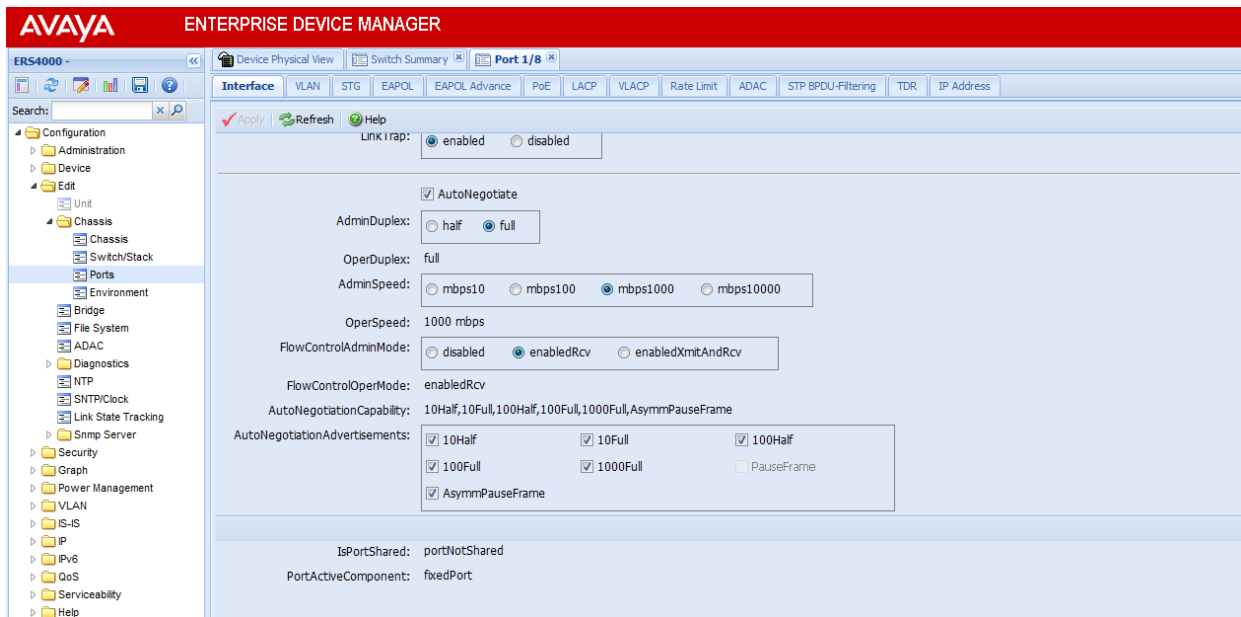 AVAYA ENTERPRISE DEVICE MANAGER
ERS4000 -
Search:
Configuration
Administration
Device
Edit
Unit
Chassis
Chassis
Switch/Stack
Ports
Environment
Bridge
File System
ADAC
Diagnostics
NTP
SNTP/Clock
Link State Tracking
Snmp Server
Security
Graph
Power Management
VLAN
IS-IS
IP
IPv6
QoS
Serviceability
Help
Device Physical View Switch Summary Port 1/8
Interface VLAN STG EAPOL EAPOL Advance PoE LACP VLACP Rate Limit ADAC STP BPDU-Filtering TDR IP Address
Apply Refresh Help
LinkTrap: enabled disabled
AutoNegotiate
AdminDuplex: half full
OperDuplex: full
AdminSpeed: mbps10 mbps100 mbps1000 mbps10000
OperSpeed: 1000 mbps
FlowControlAdminMode: disabled enabledRcv enabledXmitAndRcv
FlowControlOperMode: enabledRcv
AutoNegotiationCapability: 10Half,10Full,100Half,100Full,1000Full,AsymmPauseFrame
AutoNegotiationAdvertisements: 10Half 10Full 100Half
100Full 1000Full PauseFrame
AsymmPauseFrame
IsPortShared: portNotShared
PortActiveComponent: fixedPort